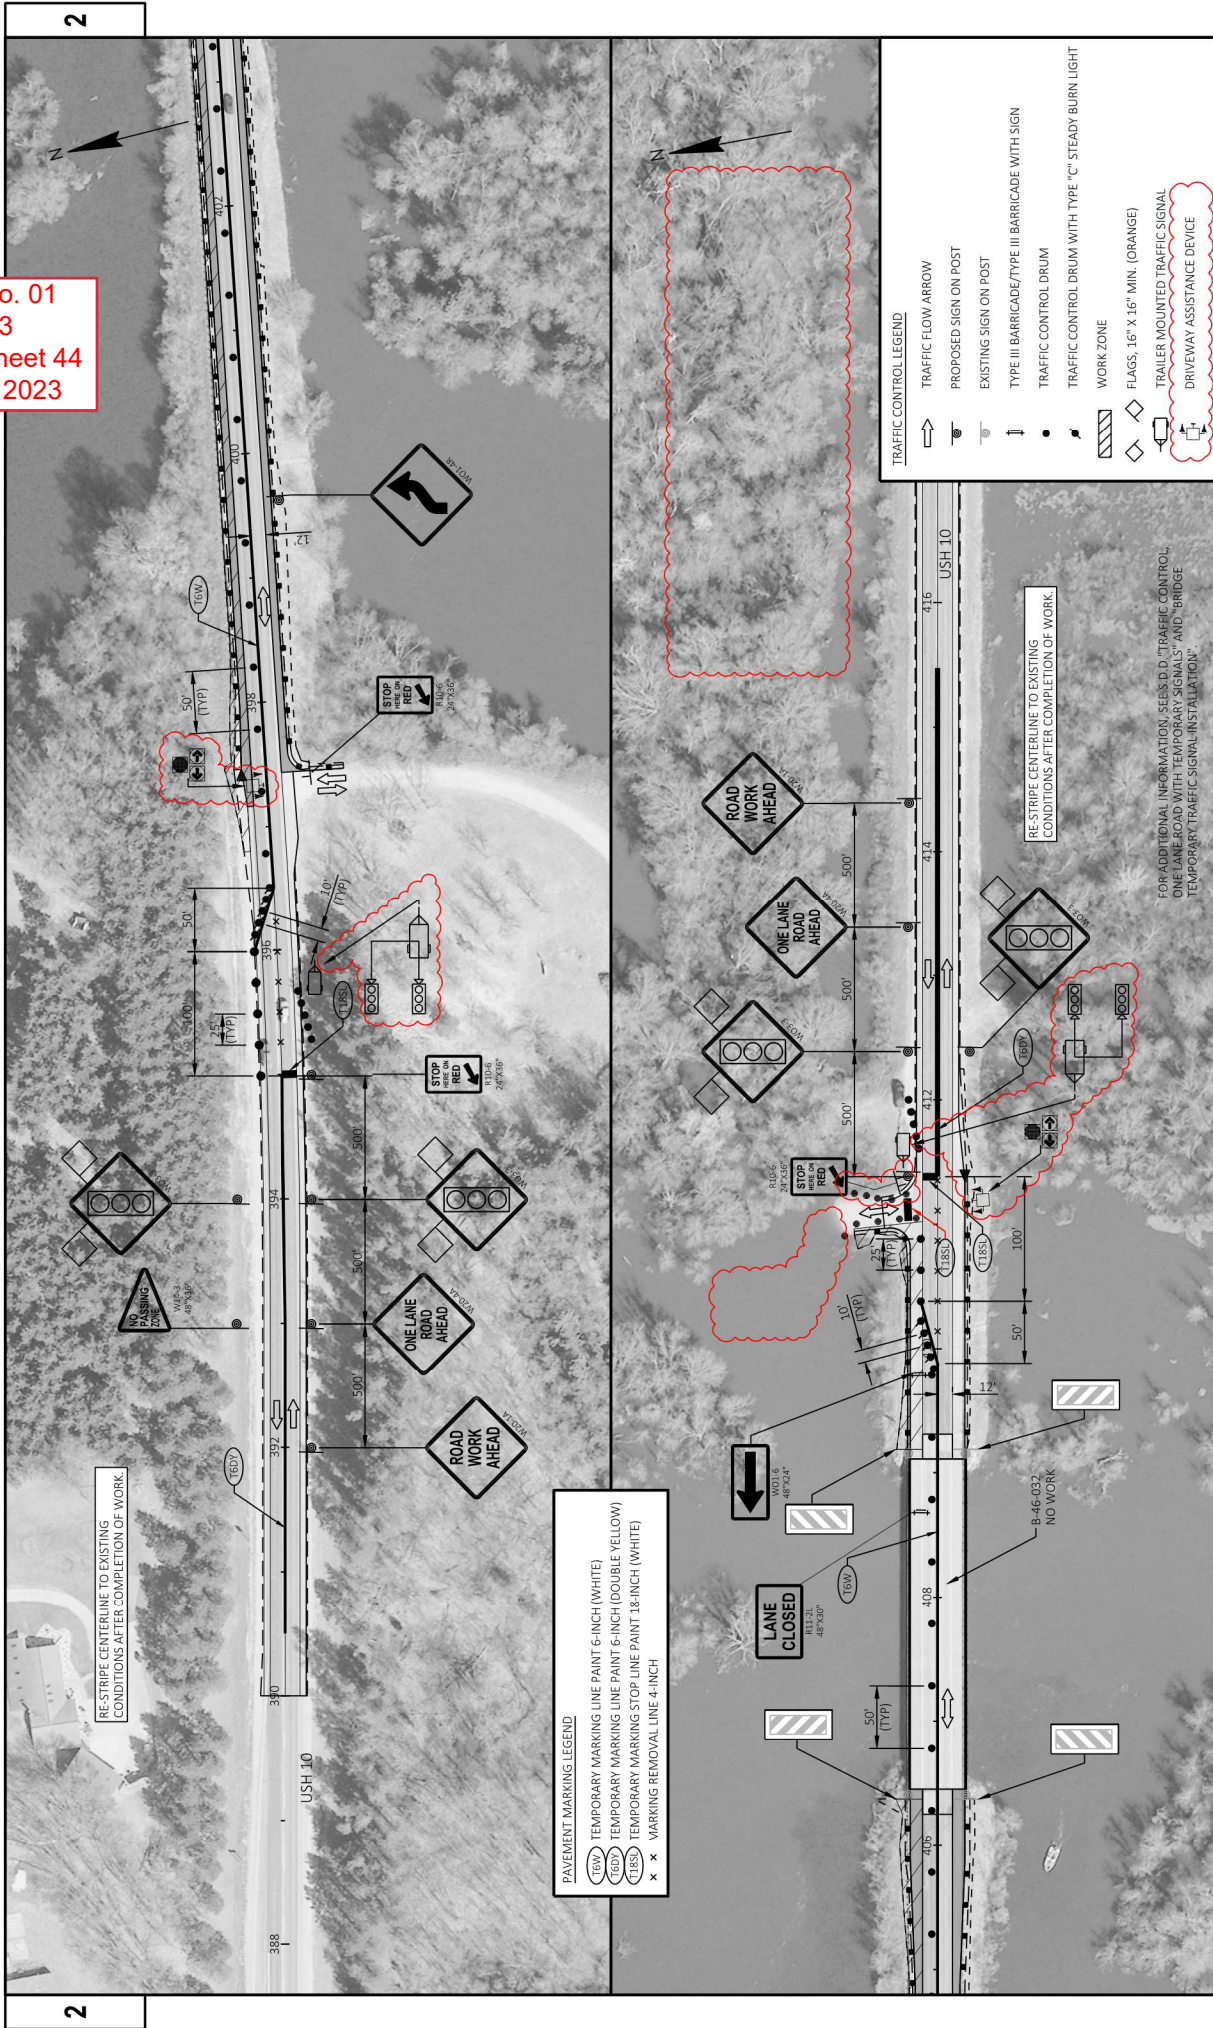 2
2
o. 01
3
neet 44
2023
RE-STRIPE CENTERLINE TO EXISTING
CONDITIONS AFTER COMPLETION OF WORK.
USH 10
388
390
392
394
396
398
400
402
T6DY
NO
PASSING
ZONE
W14-3
48"X36"
W03-3
ROAD
WORK
AHEAD
W20-1A
ONE LANE
ROAD
AHEAD
W20-4A
W03-3
500'
500'
500'
STOP
HERE ON
RED
R10-6
24"X36"
T18SL
100'
25'
(TYP)
50'
10'
(TYP)
STOP
HERE ON
RED
R10-6
24"X36"
50'
(TYP)
T6W
12'
W01-4R
N
PAVEMENT MARKING LEGEND
T6W TEMPORARY MARKING LINE PAINT 6-INCH (WHITE)
T6DY TEMPORARY MARKING LINE PAINT 6-INCH (DOUBLE YELLOW)
T18SL TEMPORARY MARKING STOP LINE PAINT 18-INCH (WHITE)
× × MARKING REMOVAL LINE 4-INCH
406
408
412
414
416
50'
(TYP)
LANE
CLOSED
R11-2L
48"X30"
T6W
W01-6
48"X24"
B-46-032
NO WORK
12'
10'
(TYP)
50'
100'
25'
(TYP)
T18SL
T18SL
STOP
HERE ON
RED
R10-6
24"X36"
T6DY
500'
500'
500'
W03-3
W03-3
ONE LANE
ROAD
AHEAD
W20-4A
ROAD
WORK
AHEAD
W20-1A
USH 10
RE-STRIPE CENTERLINE TO EXISTING
CONDITIONS AFTER COMPLETION OF WORK.
FOR ADDITIONAL INFORMATION, SEE S.D.D. "TRAFFIC CONTROL,
ONE LANE ROAD WITH TEMPORARY SIGNALS" AND "BRIDGE
TEMPORARY TRAFFIC SIGNAL INSTALLATION".
N
TRAFFIC CONTROL LEGEND
TRAFFIC FLOW ARROW
PROPOSED SIGN ON POST
EXISTING SIGN ON POST
TYPE III BARRICADE/TYPE III BARRICADE WITH SIGN
TRAFFIC CONTROL DRUM
TRAFFIC CONTROL DRUM WITH TYPE "C" STEADY BURN LIGHT
WORK ZONE
FLAGS, 16" X 16" MIN. (ORANGE)
TRAILER MOUNTED TRAFFIC SIGNAL
DRIVEWAY ASSISTANCE DEVICE